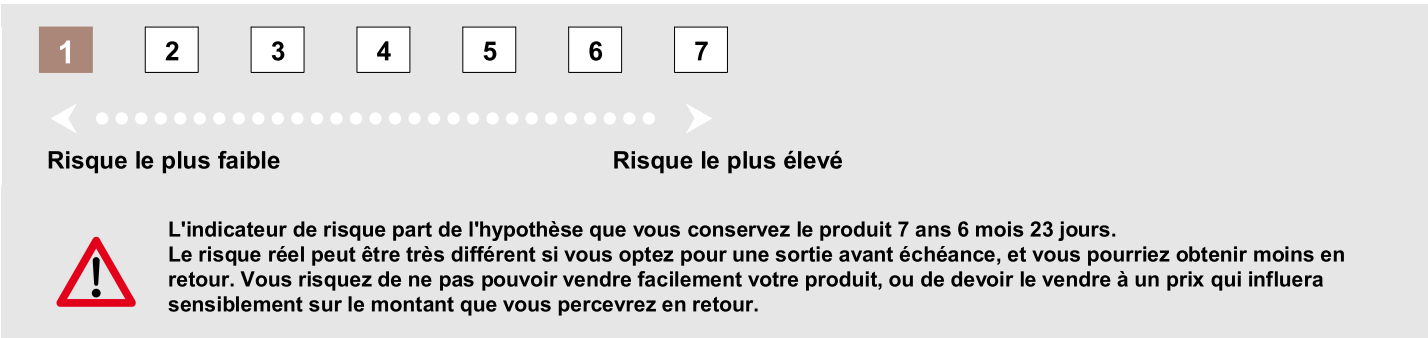 1 2 3 4 5 6 7
Risque le plus faible Risque le plus élevé
L'indicateur de risque part de l'hypothèse que vous conservez le produit 7 ans 6 mois 23 jours.
Le risque réel peut être très différent si vous optez pour une sortie avant échéance, et vous pourriez obtenir moins en
retour. Vous risquez de ne pas pouvoir vendre facilement votre produit, ou de devoir le vendre à un prix qui influera
sensiblement sur le montant que vous percevrez en retour.